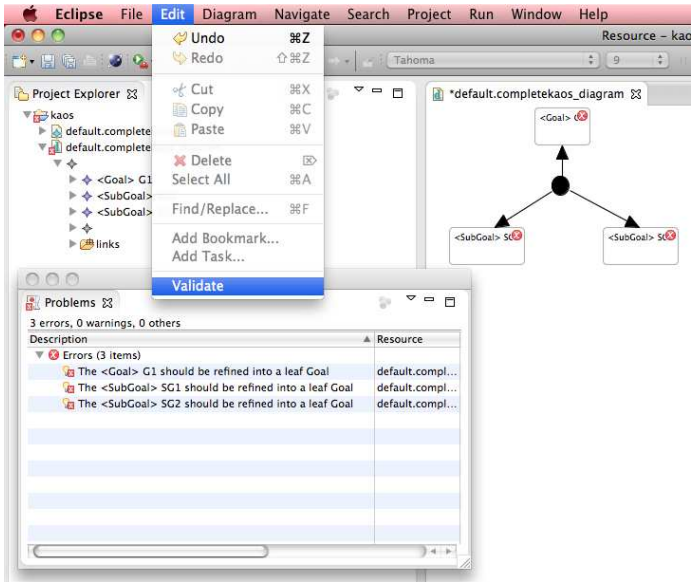 Eclipse File Edit Diagram Navigate Search Project Run Window Help
Resource – kao
Undo ⌘Z
Redo ⇧⌘Z
Cut ⌘X
Copy ⌘C
Paste ⌘V
Delete ⌦
Select All ⌘A
Find/Replace... ⌘F
Add Bookmark...
Add Task...
Validate
Tahoma 9
Project Explorer
kaos
default.complete
default.complete
<Goal> G1
<SubGoal>
<SubGoal>
links
*default.completekaos_diagram
<Goal>
<SubGoal>
<SubGoal>
Problems
3 errors, 0 warnings, 0 others
Description Resource
Errors (3 items)
The <Goal> G1 should be refined into a leaf Goal default.compl...
The <SubGoal> SG1 should be refined into a leaf Goal default.compl...
The <SubGoal> SG2 should be refined into a leaf Goal default.compl...